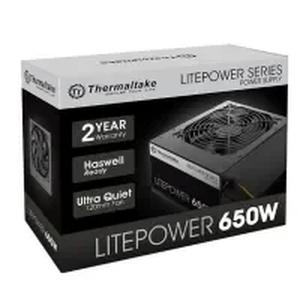 Thermaltake
LITEPOWER SERIES
POWER SUPPLY
2 YEAR
Warranty
Haswell
Ready
Ultra Quiet
120mm Fan
LITEPOWER 650W